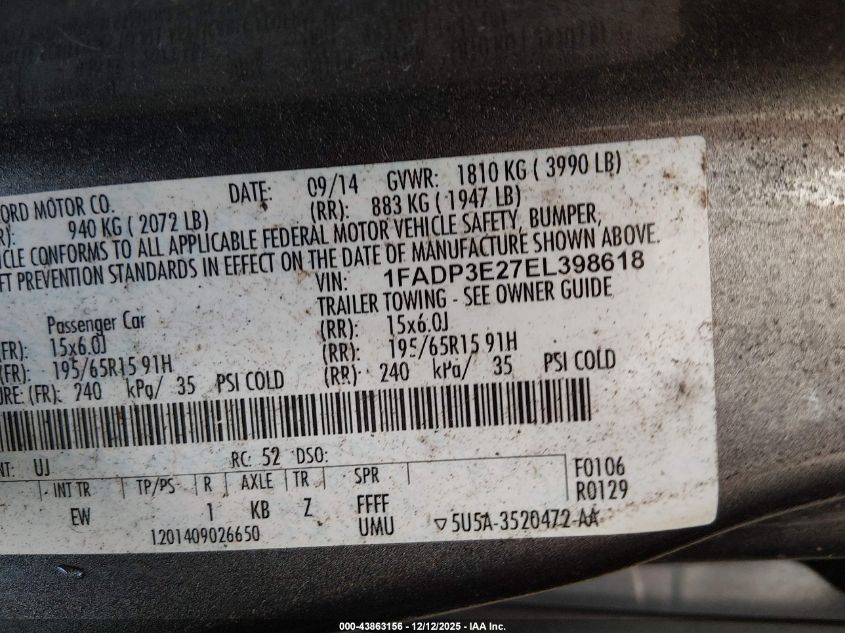 ORD MOTOR CO. DATE: 09/14 GVWR: 1810 KG ( 3990 LB)
R): 940 KG ( 2072 LB) (RR): 883 KG ( 1947 LB)
ICLE CONFORMS TO ALL APPLICABLE FEDERAL MOTOR VEHICLE SAFETY, BUMPER,
FT PREVENTION STANDARDS IN EFFECT ON THE DATE OF MANUFACTURE SHOWN ABOVE.
VIN: 1FADP3E27EL398618
Passenger Car TRAILER TOWING - SEE OWNER GUIDE
(FR): 15x6.0J (RR): 15x6.0J
(FR): 195/65R15 91H (RR): 195/65R15 91H
URE: (FR): 240 kPa/ 35 PSI COLD (RR): 240 kPa/ 35 PSI COLD
NT: UJ RC: 52 DSO:
INT TR TP/PS R AXLE TR SPR F0106
EW 1 KB Z FFFF R0129
UMU
1201409026650 ▽5U5A-3520472-AA
000-43863156 - 12/12/2025 - IAA Inc.